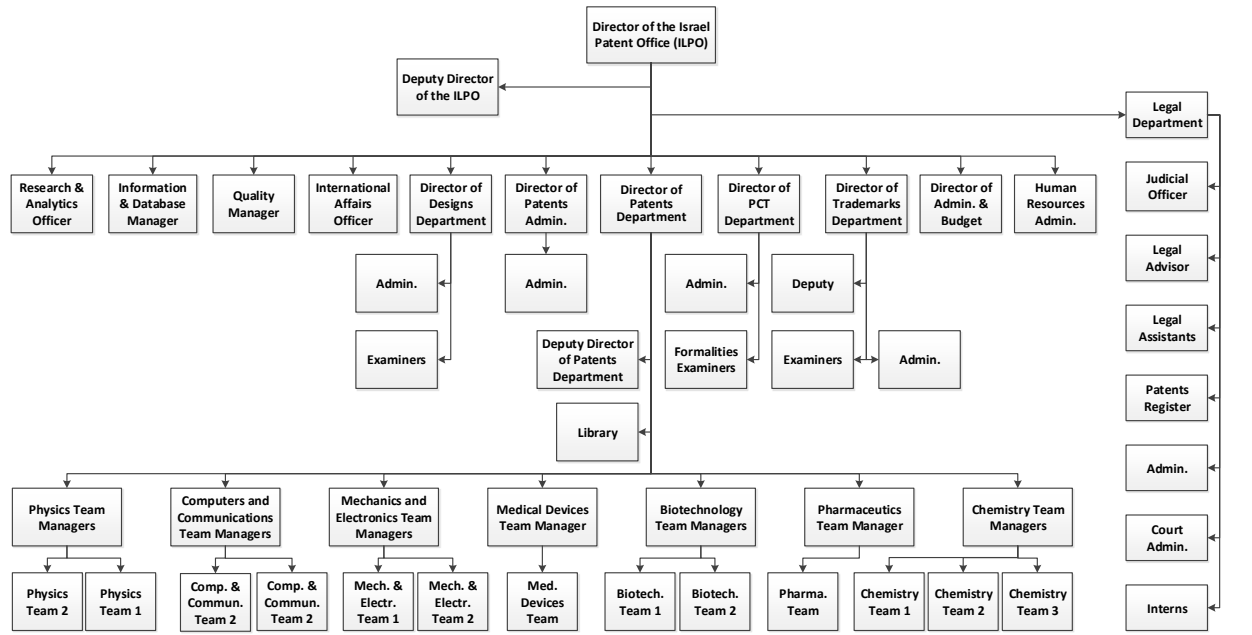 Director of the Israel
Patent Office (ILPO)
Deputy Director
of the ILPO
Legal
Department
Research &
Analytics
Officer
Information
& Database
Manager
Quality
Manager
International
Affairs
Officer
Director of
Designs
Department
Director of
Patents
Admin.
Director of
Patents
Department
Director of
PCT
Department
Director of
Trademarks
Department
Director of
Admin. &
Budget
Human
Resources
Admin.
Judicial
Officer
Admin.
Admin.
Admin.
Deputy
Legal
Advisor
Legal
Assistants
Examiners
Deputy Director
of Patents
Department
Formalities
Examiners
Examiners
Admin.
Patents
Register
Library
Admin.
Physics Team
Managers
Computers and
Communications
Team Managers
Mechanics and
Electronics Team
Managers
Medical Devices
Team Manager
Biotechnology
Team Managers
Pharmaceutics
Team Manager
Chemistry Team
Managers
Court
Admin.
Physics
Team 2
Physics
Team 1
Comp. &
Commun.
Team 2
Comp. &
Commun.
Team 2
Mech. &
Electr.
Team 1
Mech. &
Electr.
Team 2
Med.
Devices
Team
Biotech.
Team 1
Biotech.
Team 2
Pharma.
Team
Chemistry
Team 1
Chemistry
Team 2
Chemistry
Team 3
Interns